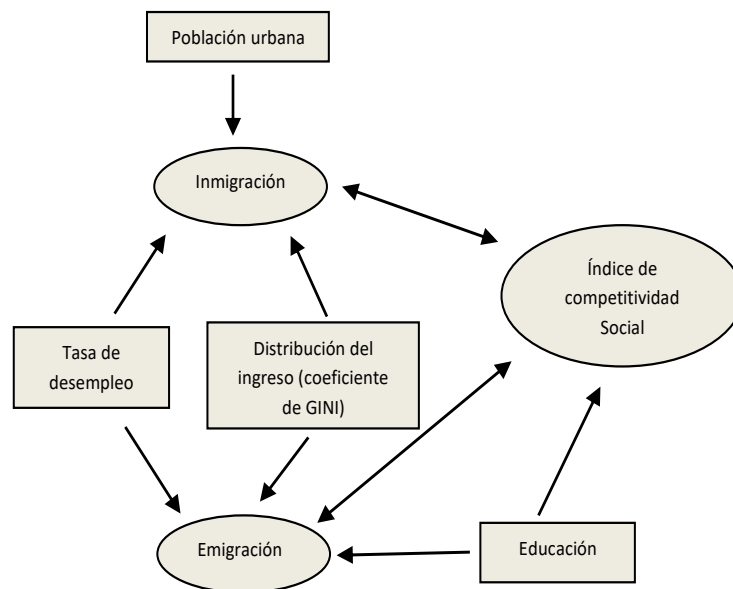 Población urbana
Inmigración
Índice de
competitividad
Social
Tasa de
desempleo
Distribución del
ingreso (coeficiente
de GINI)
Emigración
Educación